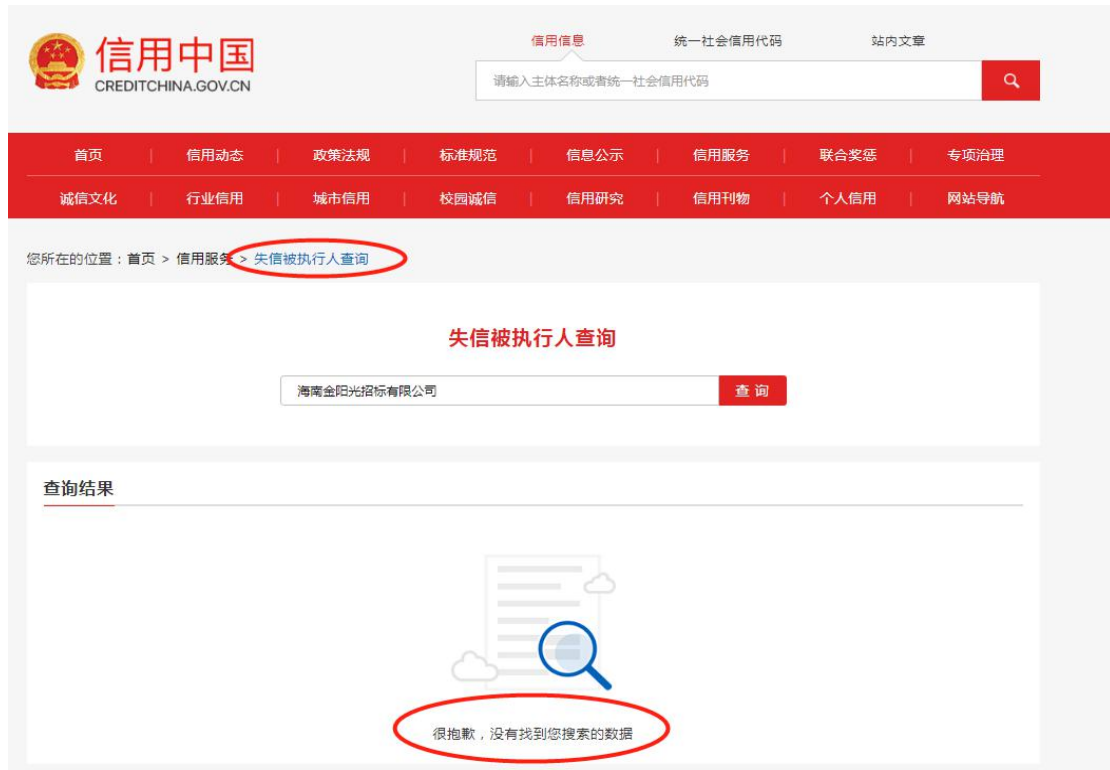 信用信息 统一社会信用代码 站内文章
信用中国
CREDITCHINA.GOV.CN
请输入主体名称或者统一社会信用代码
首页 | 信用动态 | 政策法规 | 标准规范 | 信息公示 | 信用服务 | 联合奖惩 | 专项治理
诚信文化 | 行业信用 | 城市信用 | 校园诚信 | 信用研究 | 信用刊物 | 个人信用 | 网站导航
您所在的位置：首页 > 信用服务 > 失信被执行人查询
失信被执行人查询
海南金阳光招标有限公司 查询
查询结果
很抱歉，没有找到您搜索的数据